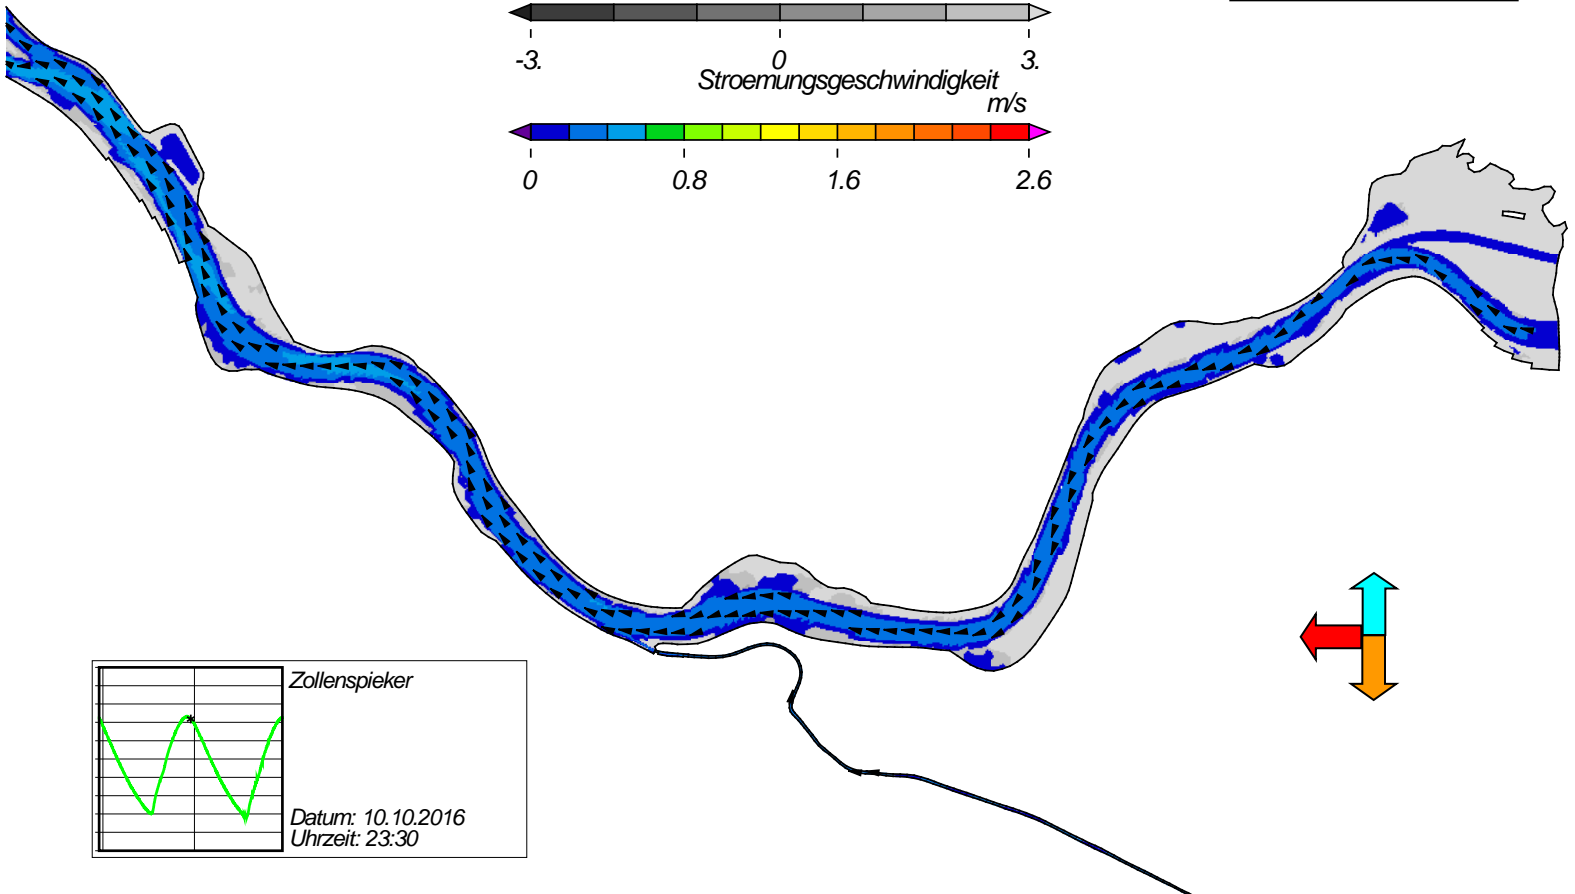 -3. 0 3.
Stroemungsgeschwindigkeit
m/s
0 0.8 1.6 2.6
Zollenspieker
Datum: 10.10.2016
Uhrzeit: 23:30